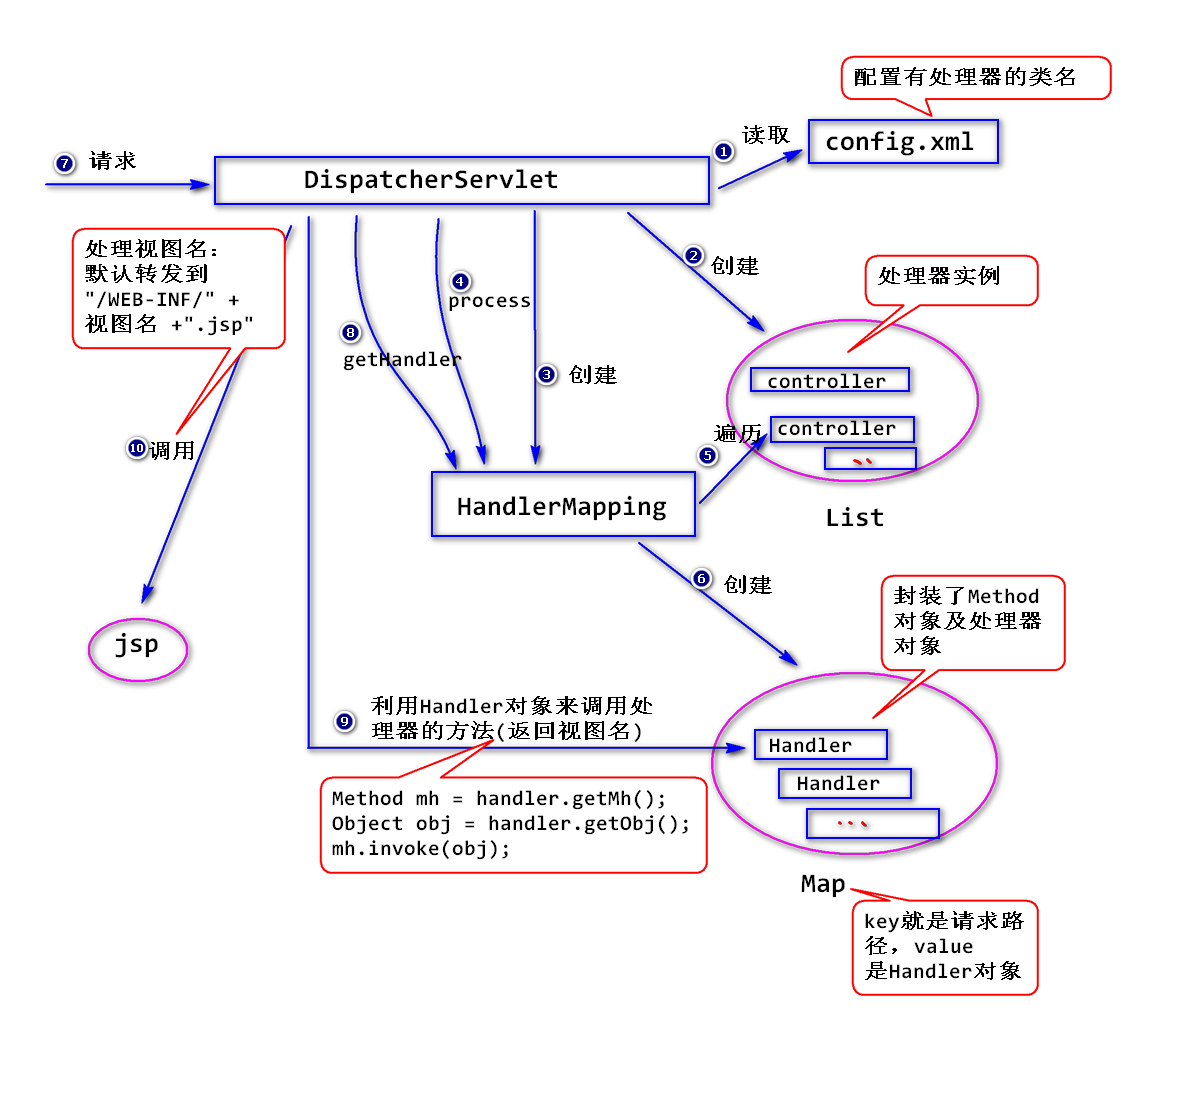 配置有处理器的类名
① 读取
config.xml
⑦ 请求
DispatcherServlet
处理视图名：
默认转发到
"/WEB-INF/" +
视图名 +".jsp"
② 创建
处理器实例
④
process
⑧
getHandler
③ 创建
controller
controller
⑤ 遍历
⑩ 调用
HandlerMapping
List
⑥ 创建
封装了Method
对象及处理器
对象
jsp
⑨ 利用Handler对象来调用处
理器的方法(返回视图名)
Handler
Handler
...
Method mh = handler.getMh();
Object obj = handler.getObj();
mh.invoke(obj);
Map
key就是请求路
径，value
是Handler对象